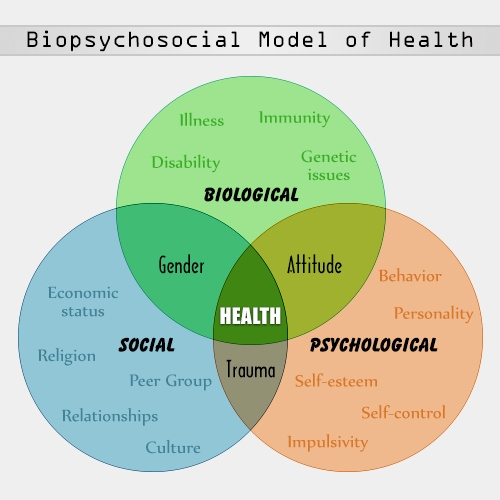 Biopsychosocial Model of Health
Illness
Immunity
Disability
Genetic
issues
BIOLOGICAL
Gender
Attitude
HEALTH
Economic
status
SOCIAL
Religion
Peer Group
Relationships
Culture
Trauma
Behavior
Personality
PSYCHOLOGICAL
Self-esteem
Self-control
Impulsivity